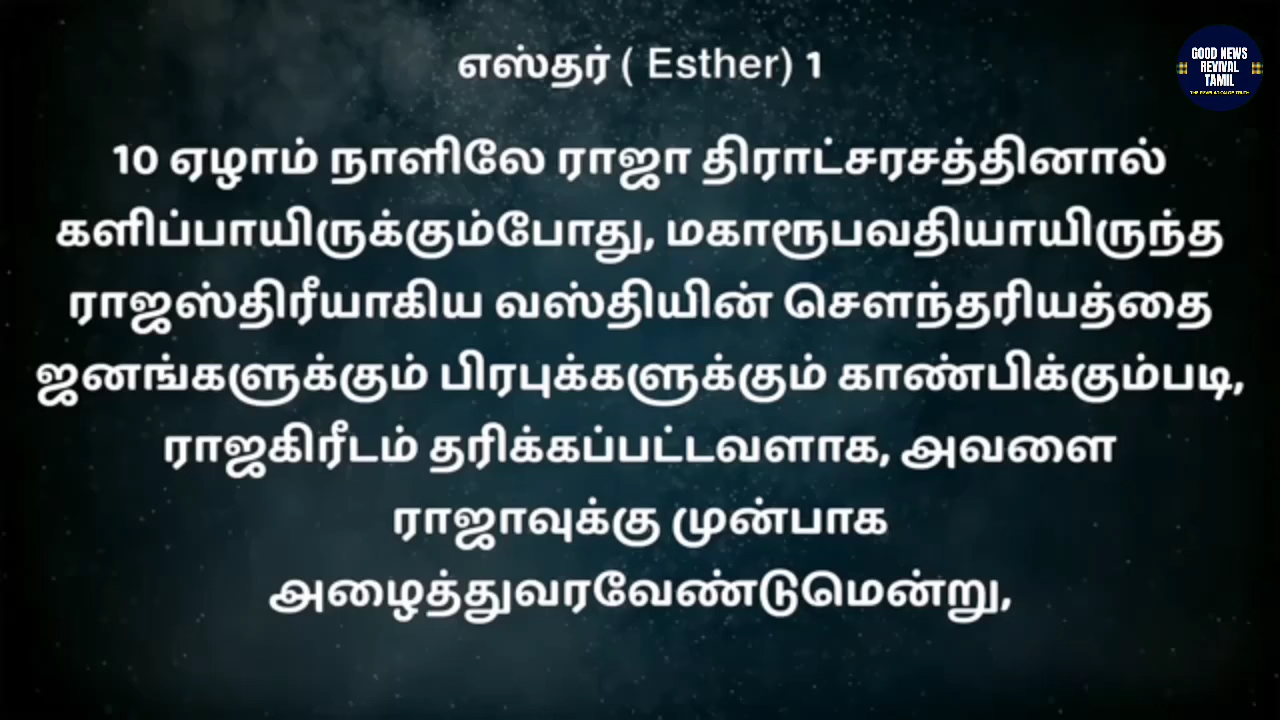 எஸ்தர் ( Esther) 1
GOOD NEWS
REVIVAL
TAMIL
10 ஏழாம் நாளிலே ராஜா திராட்சரசத்தினால்
களிப்பாயிருக்கும்போது, மகாரூபவதியாயிருந்த
ராஜஸ்திரீயாகிய வஸ்தியின் சௌந்தரியத்தை
ஜனங்களுக்கும் பிரபுக்களுக்கும் காண்பிக்கும்படி,
ராஜகிரீடம் தரிக்கப்பட்டவளாக, அவளை
ராஜாவுக்கு முன்பாக
அழைத்துவரவேண்டுமென்று,